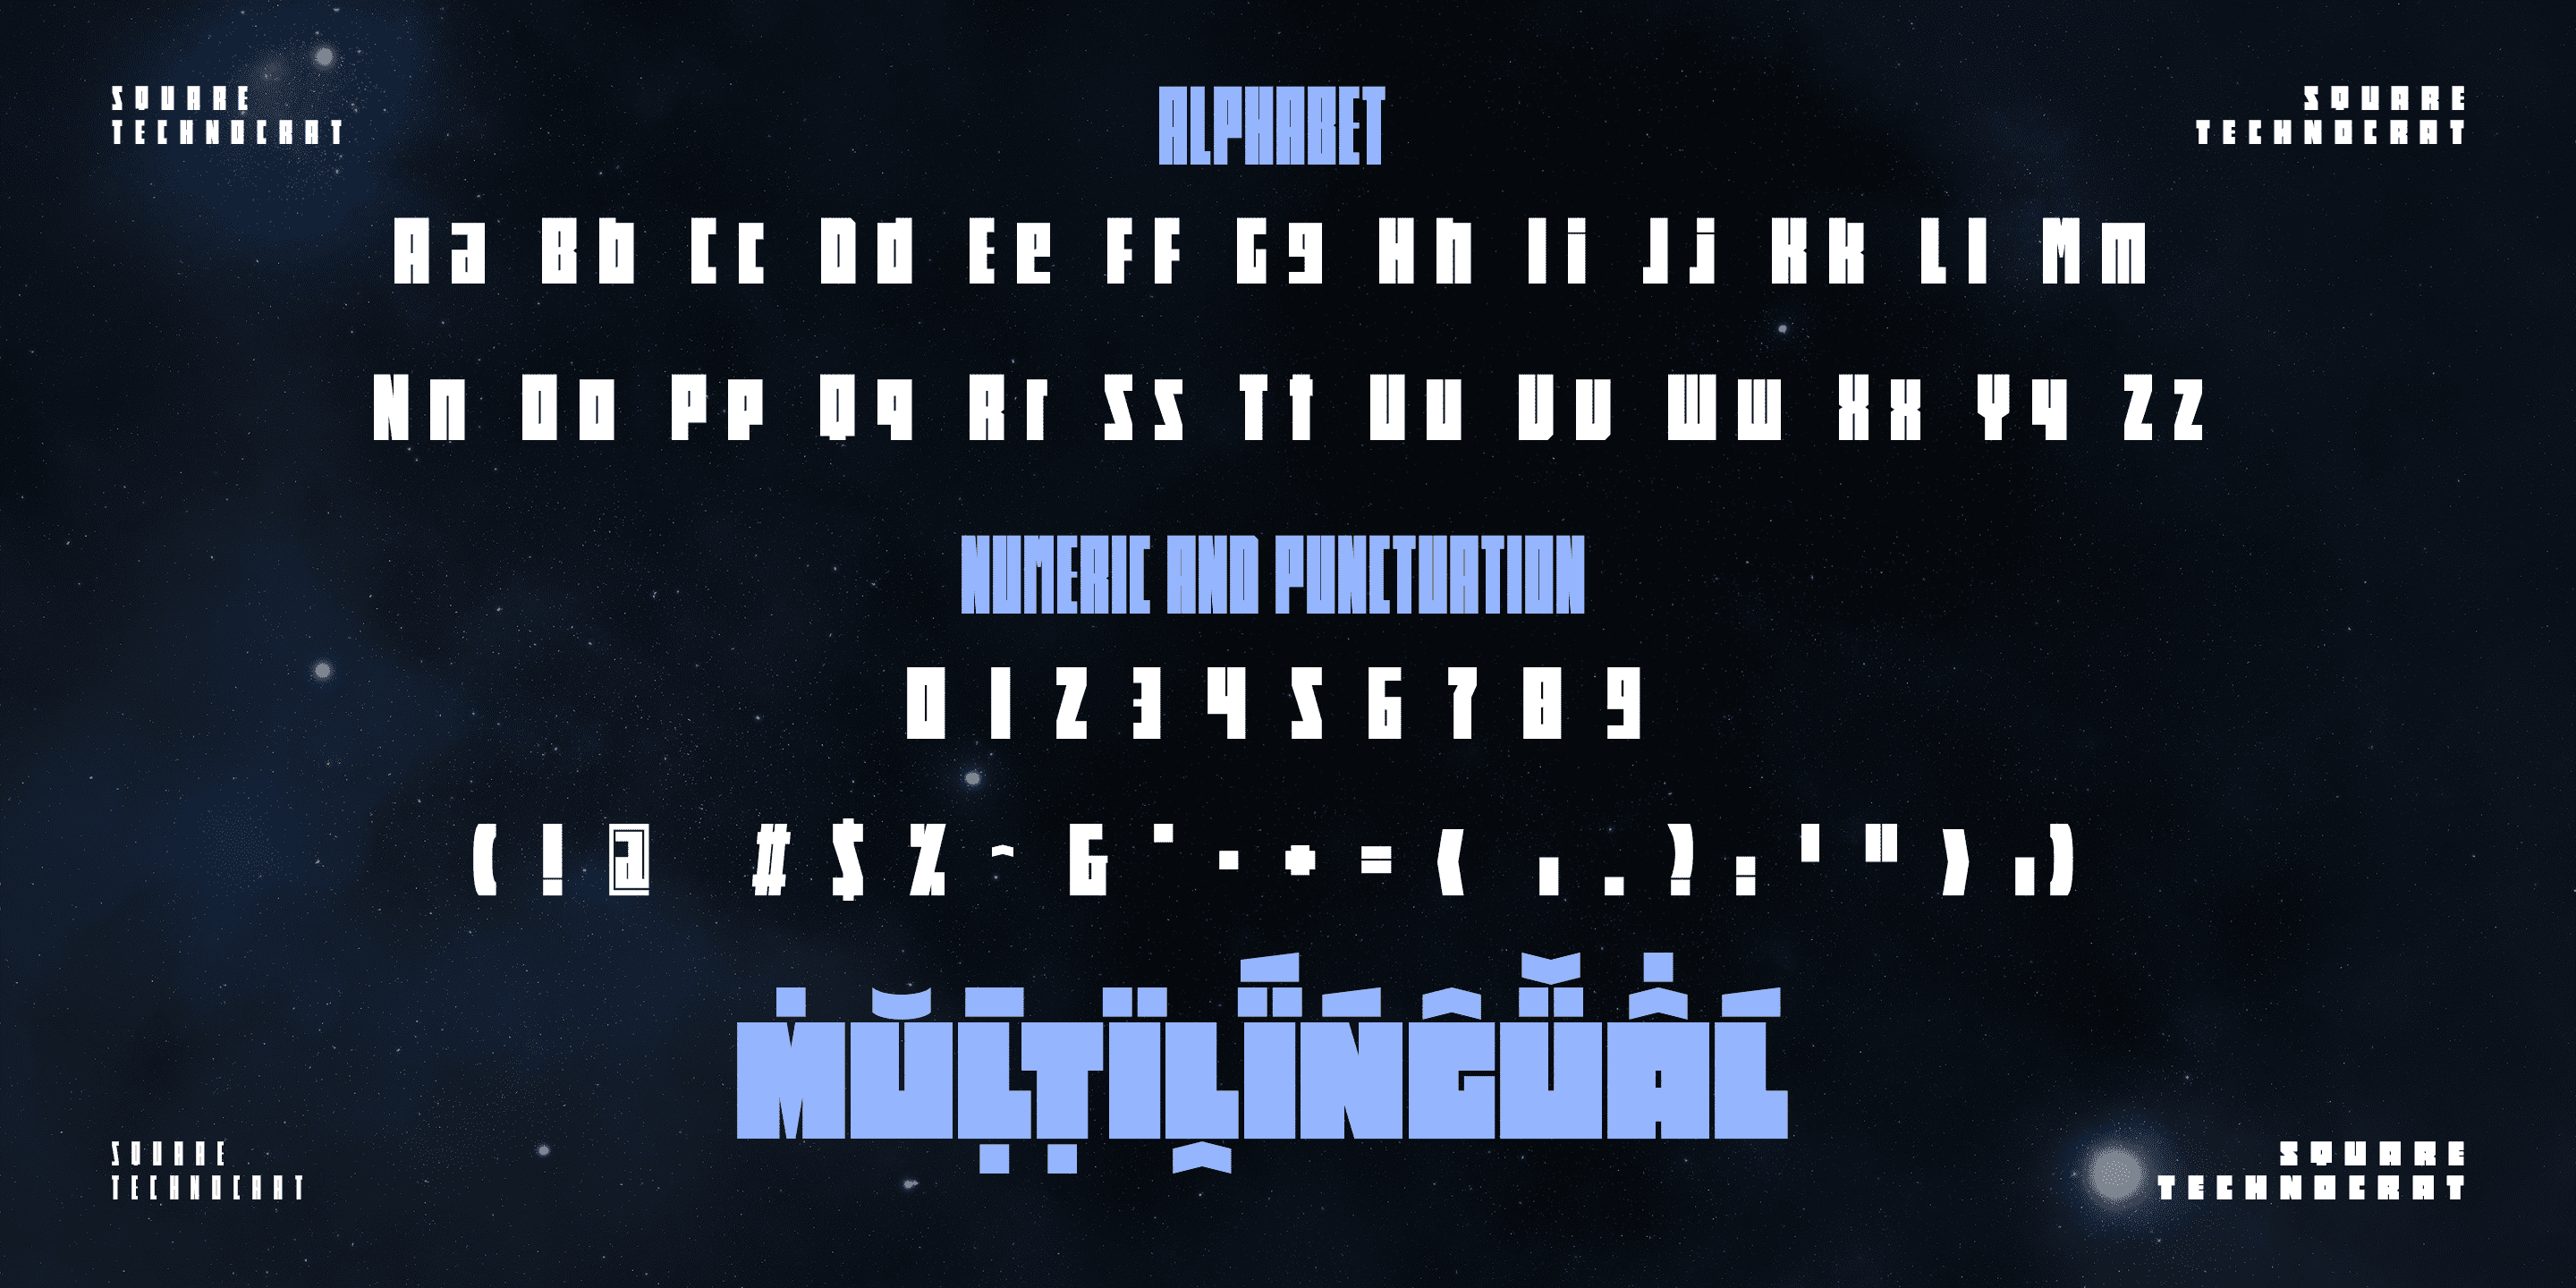 SQUARE
TECHNOCRAT
ALPHABET
SQUARE
TECHNOCRAT
Aa Bb Cc Dd Ee Ff Gg Hh Ii Jj Kk Ll Mm
Nn Oo Pp Qq Rr Ss Tt Uu Vv Ww Xx Yy Zz
NUMERIC AND PUNCTUATION
0 1 2 3 4 5 6 7 8 9
( ! @ # $ % ^ & * - + = < , . ? : ' " > ; )
ṀŬḸṬÏḼḮŃĜǙÂ̇Ĺ
SQUARE
TECHNOCRAT
SQUARE
TECHNOCRAT